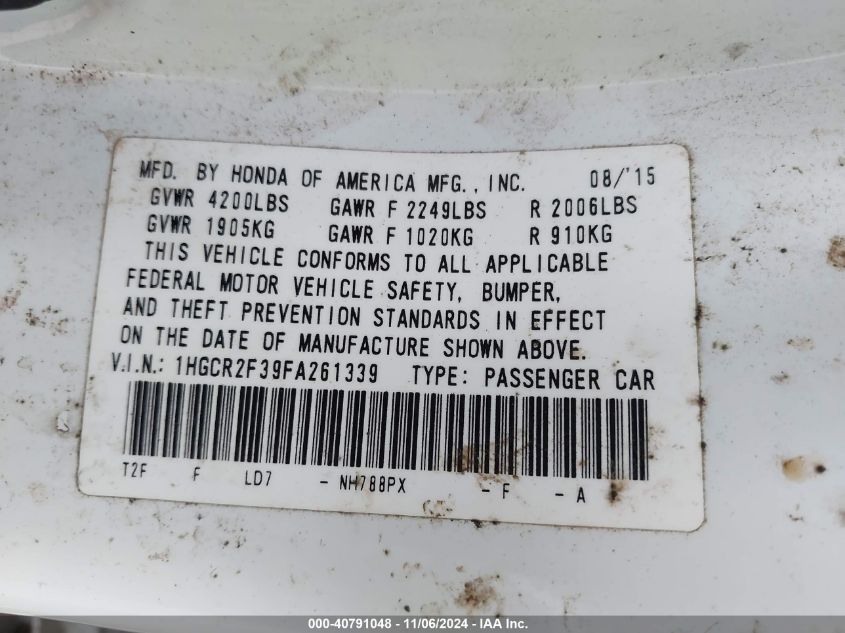 MFD. BY HONDA OF AMERICA MFG., INC. 08/'15
GVWR 4200LBS GAWR F 2249LBS R 2006LBS
GVWR 1905KG GAWR F 1020KG R 910KG
THIS VEHICLE CONFORMS TO ALL APPLICABLE
FEDERAL MOTOR VEHICLE SAFETY, BUMPER,
AND THEFT PREVENTION STANDARDS IN EFFECT
ON THE DATE OF MANUFACTURE SHOWN ABOVE.
V.I.N.: 1HGCR2F39FA261339 TYPE: PASSENGER CAR
T2F F LD7 - NH788PX - F - A
000-40791048 - 11/06/2024 - IAA Inc.